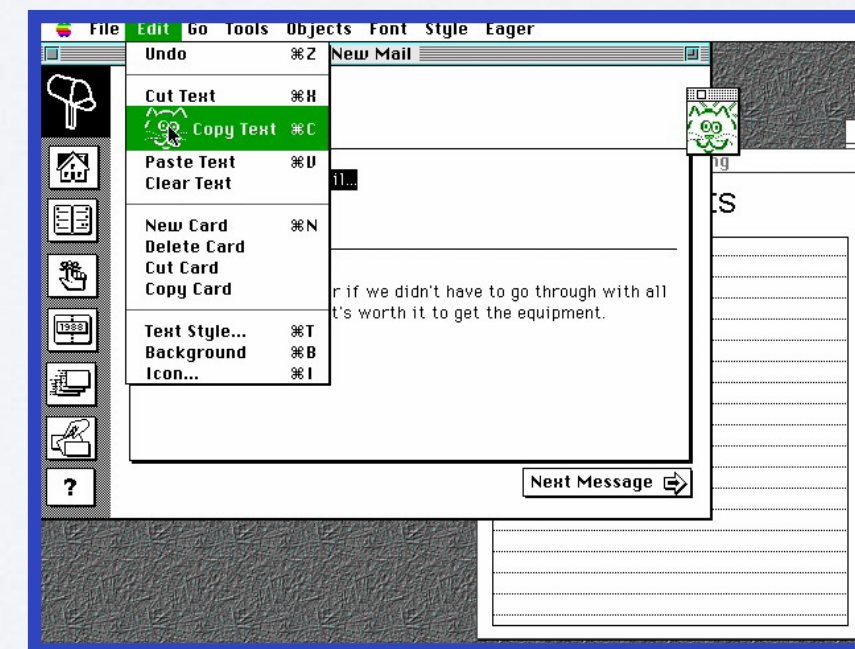 File Edit Go Tools Objects Font Style Eager
New Mail
Undo ⌘Z
Cut Text ⌘X
Copy Text ⌘C
Paste Text ⌘V
Clear Text
New Card ⌘N
Delete Card
Cut Card
Copy Card
Text Style... ⌘T
Background ⌘B
Icon... ⌘I
il...
r if we didn't have to go through with all
t's worth it to get the equipment.
Next Message
1988
?
ng
TS